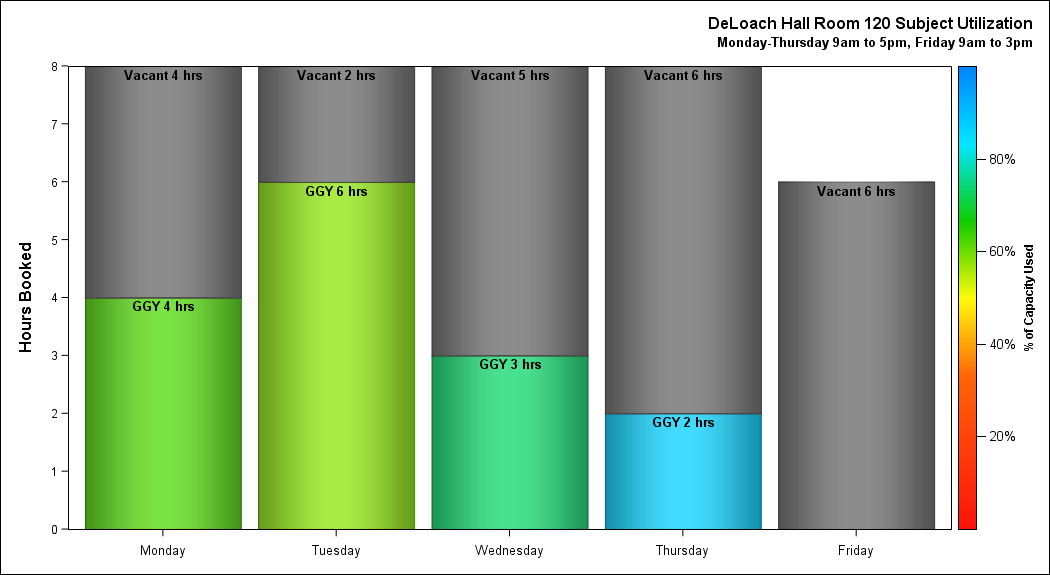 DeLoach Hall Room 120 Subject Utilization
Monday-Thursday 9am to 5pm, Friday 9am to 3pm
Hours Booked
8
7
6
5
4
3
2
1
0
Vacant 4 hrs
GGY 4 hrs
Vacant 2 hrs
GGY 6 hrs
Vacant 5 hrs
GGY 3 hrs
Vacant 6 hrs
GGY 2 hrs
Vacant 6 hrs
Monday
Tuesday
Wednesday
Thursday
Friday
80%
60%
40%
20%
% of Capacity Used